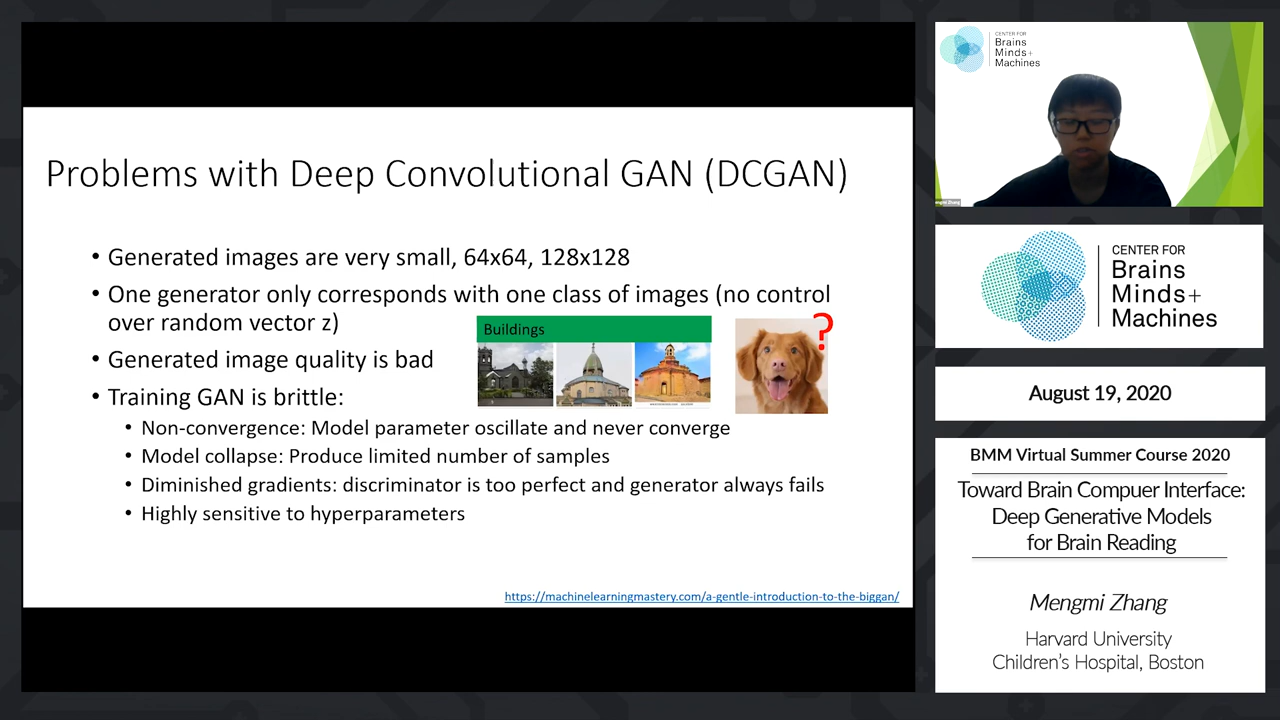 Problems with Deep Convolutional GAN (DCGAN)
• Generated images are very small, 64x64, 128x128
• One generator only corresponds with one class of images (no control
over random vector z)
Buildings
?
• Generated image quality is bad
• Training GAN is brittle:
• Non-convergence: Model parameter oscillate and never converge
• Model collapse: Produce limited number of samples
• Diminished gradients: discriminator is too perfect and generator always fails
• Highly sensitive to hyperparameters
https://machinelearningmastery.com/a-gentle-introduction-to-the-biggan/
CENTER FOR
Brains
Minds+
Machines
CENTER FOR
Brains
Minds+
Machines
August 19, 2020
BMM Virtual Summer Course 2020
Toward Brain Compuer Interface:
Deep Generative Models
for Brain Reading
Mengmi Zhang
Harvard University
Children's Hospital, Boston